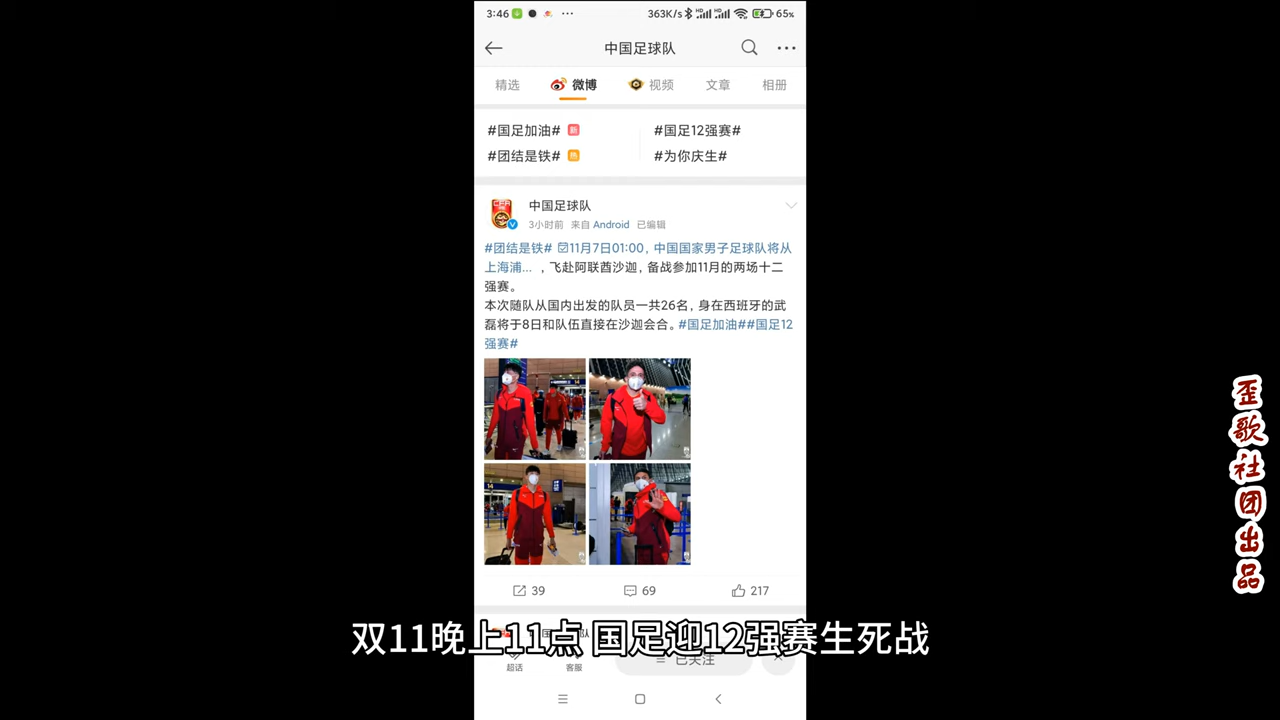 3:46
363K/s
65%
中国足球队
精选
微博
视频
文章
相册
#国足加油# 新
#国足12强赛#
#团结是铁# 热
#为你庆生#
中国足球队
3小时前 来自 Android 已编辑
#团结是铁# 11月7日01:00，中国国家男子足球队将从
上海浦... ，飞赴阿联酋沙迦，备战参加11月的两场十二
强赛。
本次随队从国内出发的队员一共26名，身在西班牙的武
磊将于8日和队伍直接在沙迦会合。#国足加油##国足12
强赛#
39
69
217
双11晚上11点 国足迎12强赛生死战
超话
客服
已关注
歪歌社团出品